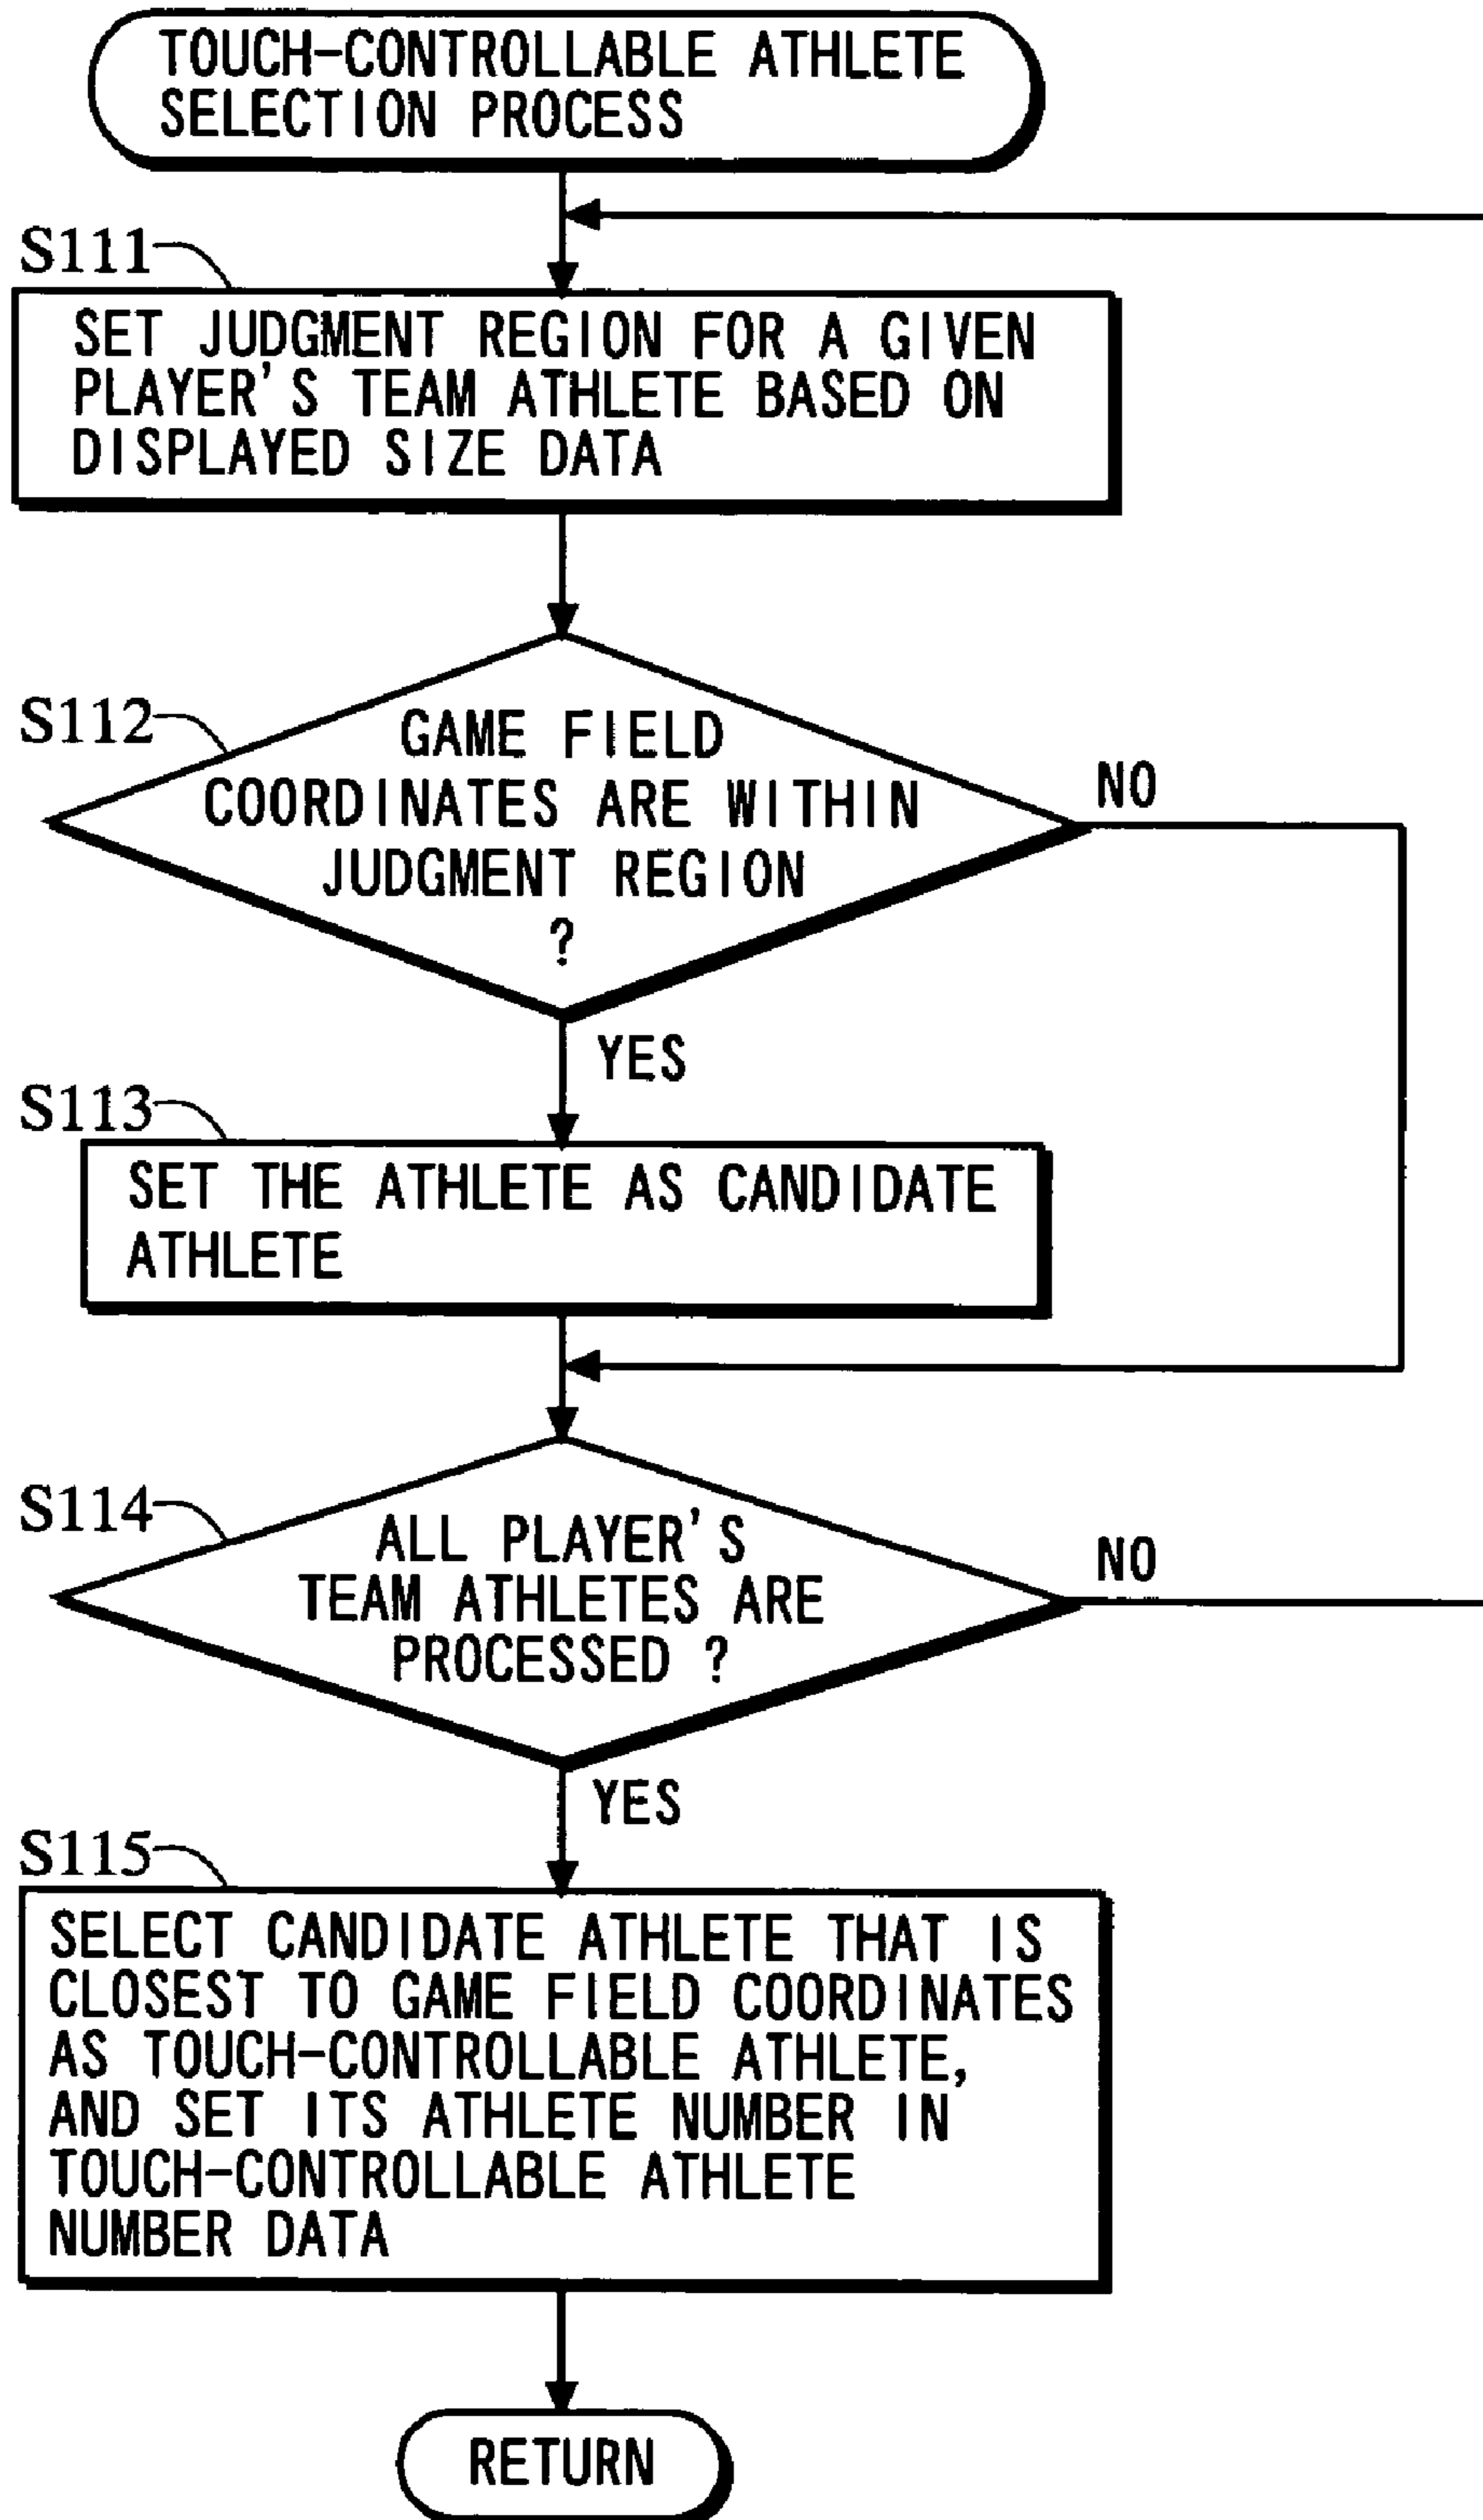 TOUCH-CONTROLLABLE ATHLETE
SELECTION PROCESS
S111
SET JUDGMENT REGION FOR A GIVEN
PLAYER'S TEAM ATHLETE BASED ON
DISPLAYED SIZE DATA
S112
GAME FIELD
COORDINATES ARE WITHIN
JUDGMENT REGION
?
NO
YES
S113
SET THE ATHLETE AS CANDIDATE
ATHLETE
S114
ALL PLAYER'S
TEAM ATHLETES ARE
PROCESSED ?
NO
YES
S115
SELECT CANDIDATE ATHLETE THAT IS
CLOSEST TO GAME FIELD COORDINATES
AS TOUCH-CONTROLLABLE ATHLETE,
AND SET ITS ATHLETE NUMBER IN
TOUCH-CONTROLLABLE ATHLETE
NUMBER DATA
RETURN